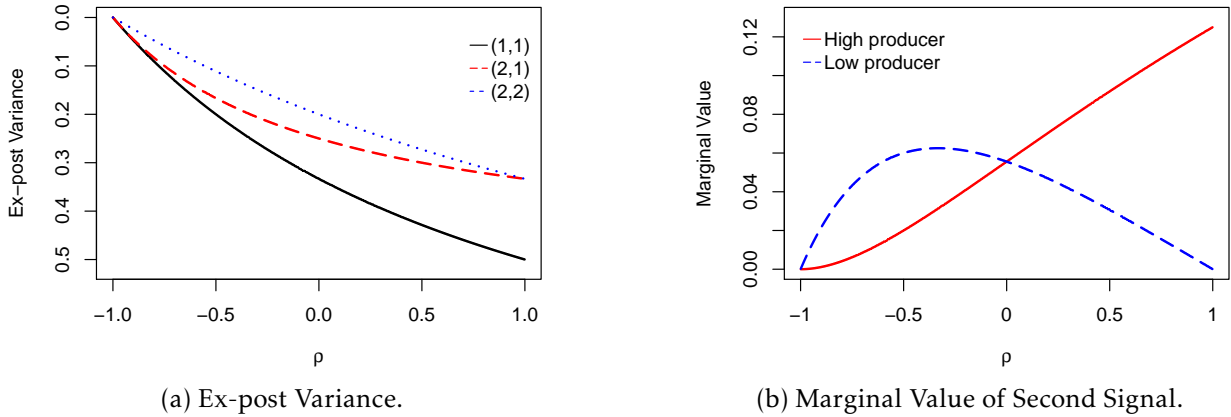 0.0
0.1
0.2
0.3
0.4
0.5
Ex-post Variance
(1,1)
(2,1)
(2,2)
−1.0
−0.5
0.0
0.5
1.0
ρ
(a) Ex-post Variance.
0.12
0.08
0.04
0.00
Marginal Value
High producer
Low producer
−1
−0.5
0
0.5
1
ρ
(b) Marginal Value of Second Signal.